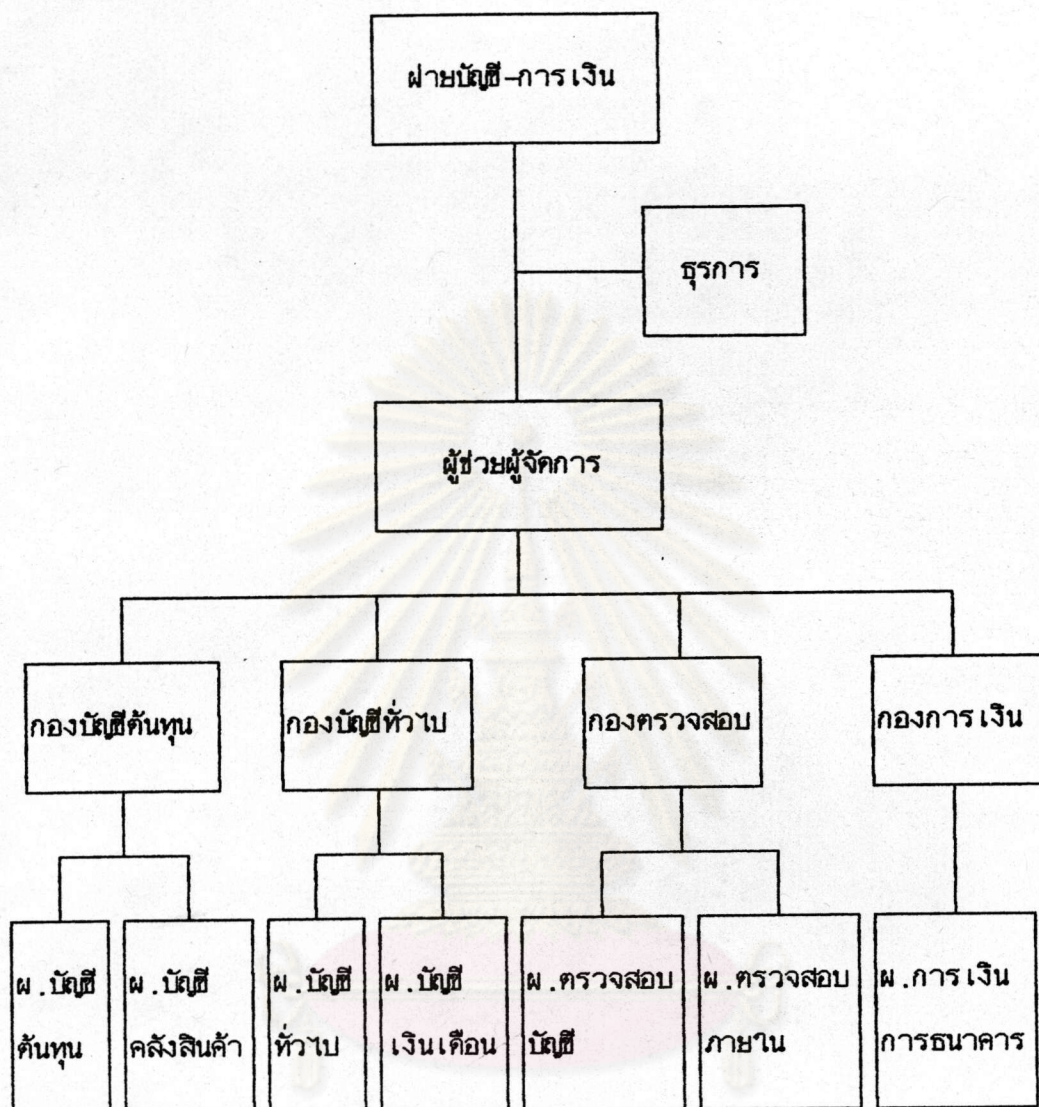 ฝ่ายบัญชี-การเงิน
ธุรการ
ผู้ช่วยผู้จัดการ
กองบัญชีต้นทุน
กองบัญชีทั่วไป
กองตรวจสอบ
กองการเงิน
ผ.บัญชี
ต้นทุน
ผ.บัญชี
คลังสินค้า
ผ.บัญชี
ทั่วไป
ผ.บัญชี
เงินเดือน
ผ.ตรวจสอบ
บัญชี
ผ.ตรวจสอบ
ภายใน
ผ.การเงิน
การธนาคาร